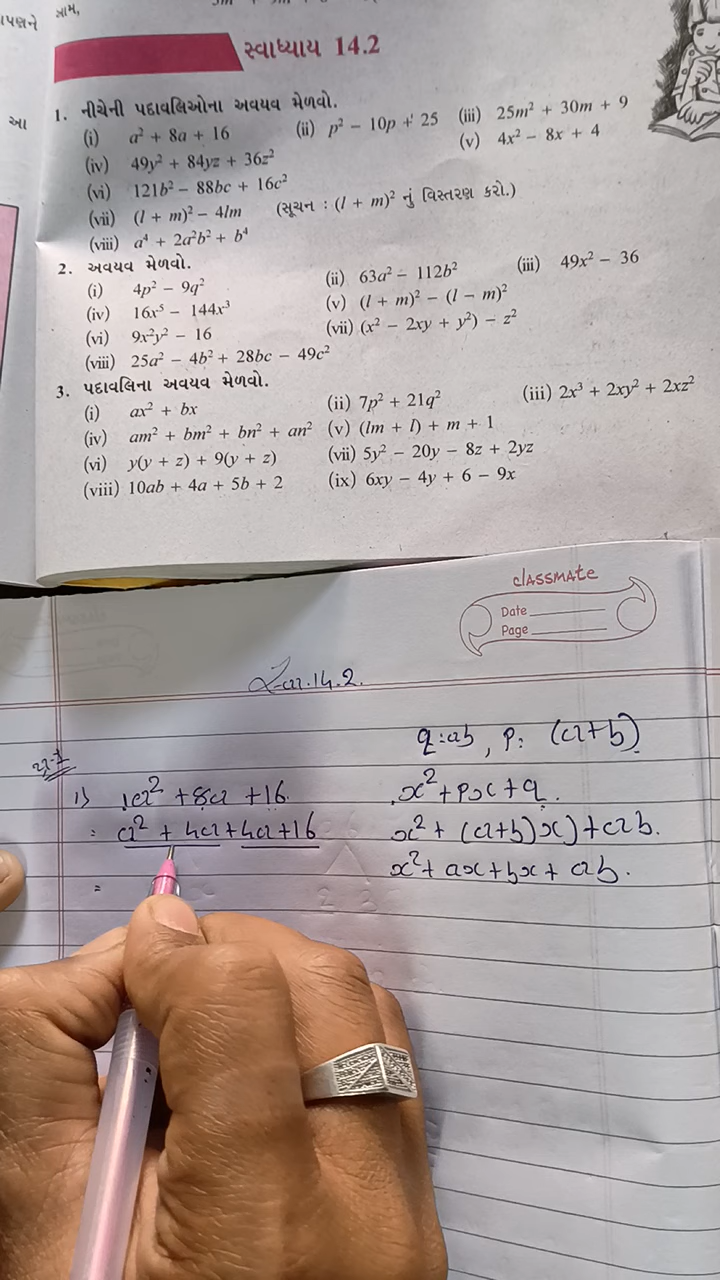 ગ્રામ,
ાપણને
સ્વાધ્યાય 14.2
આ
1. નીચેની પદાવલિઓના અવયવ મેળવો.
(i) a² + 8a + 16 (ii) p² − 10p + 25 (iii) 25m² + 30m + 9
(iv) 49y² + 84yz + 36z² (v) 4x² − 8x + 4
(vi) 121b² − 88bc + 16c²
(vii) (l + m)² − 4lm (સૂચન : (l + m)² નું વિસ્તરણ કરો.)
(viii) a⁴ + 2a²b² + b⁴
2. અવયવ મેળવો.
(i) 4p² − 9q² (ii) 63a² − 112b² (iii) 49x² − 36
(iv) 16x⁵ − 144x³ (v) (l + m)² − (l − m)²
(vi) 9x²y² − 16 (vii) (x² − 2xy + y²) − z²
(viii) 25a² − 4b² + 28bc − 49c²
3. પદાવલિના અવયવ મેળવો.
(i) ax² + bx (ii) 7p² + 21q² (iii) 2x³ + 2xy² + 2xz²
(iv) am² + bm² + bn² + an² (v) (lm + l) + m + 1
(vi) y(y + z) + 9(y + z) (vii) 5y² − 20y − 8z + 2yz
(viii) 10ab + 4a + 5b + 2 (ix) 6xy − 4y + 6 − 9x
classmate
Date
Page
14.2.
q:ab, p: (a+b)
1) 1a² + 8a + 16. x² + px + q.
= a² + 4a + 4a + 16 x² + (a+b)x) + ab.
= x² + ax + bx + ab.